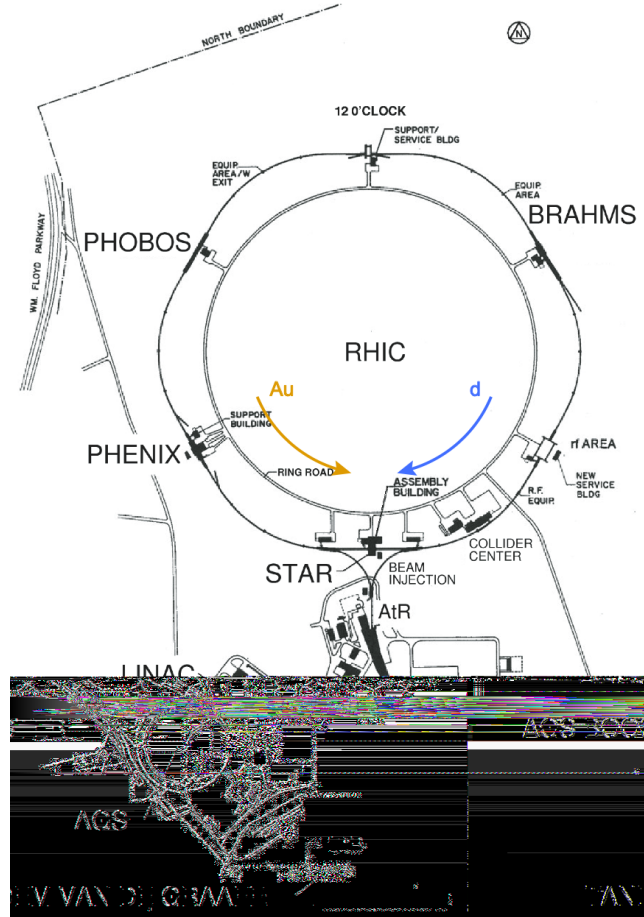 NORTH BOUNDARY
N
12 O'CLOCK
SUPPORT/
SERVICE BLDG
EQUIP.
AREA/W
EXIT
EQUIP.
AREA
BRAHMS
PHOBOS
WM. FLOYD PARKWAY
RHIC
Au
d
SUPPORT
BUILDING
PHENIX
rf AREA
RING ROAD
ASSEMBLY
BUILDING
NEW
SERVICE
BLDG
R.F.
EQUIP.
COLLIDER
CENTER
STAR
BEAM
INJECTION
AtR
LINAC
AGS